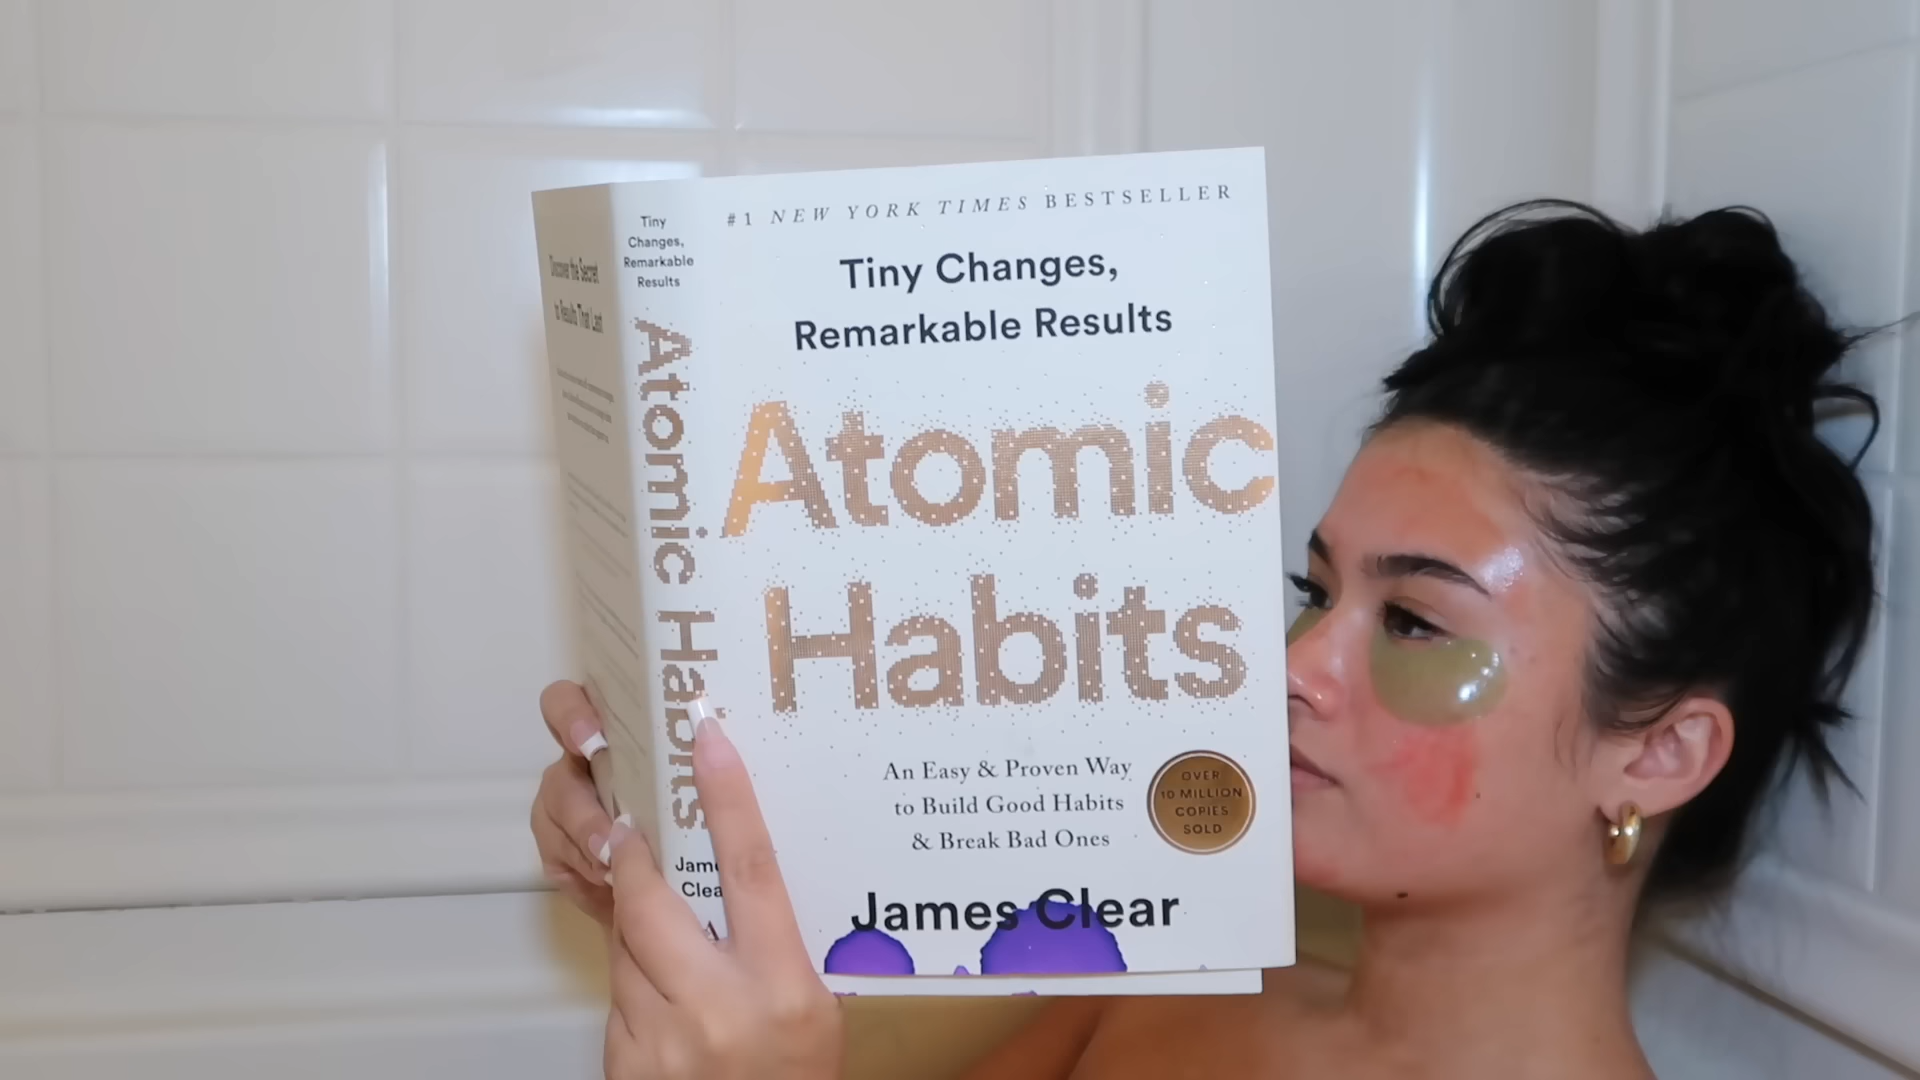 Discover the Secret
to Results That Last
Tiny
Changes,
Remarkable
Results
Atomic Habits
Jame
Clea
#1 NEW YORK TIMES BESTSELLER
Tiny Changes,
Remarkable Results
Atomic
Habits
An Easy & Proven Way
to Build Good Habits
& Break Bad Ones
OVER
10 MILLION
COPIES
SOLD
James Clear